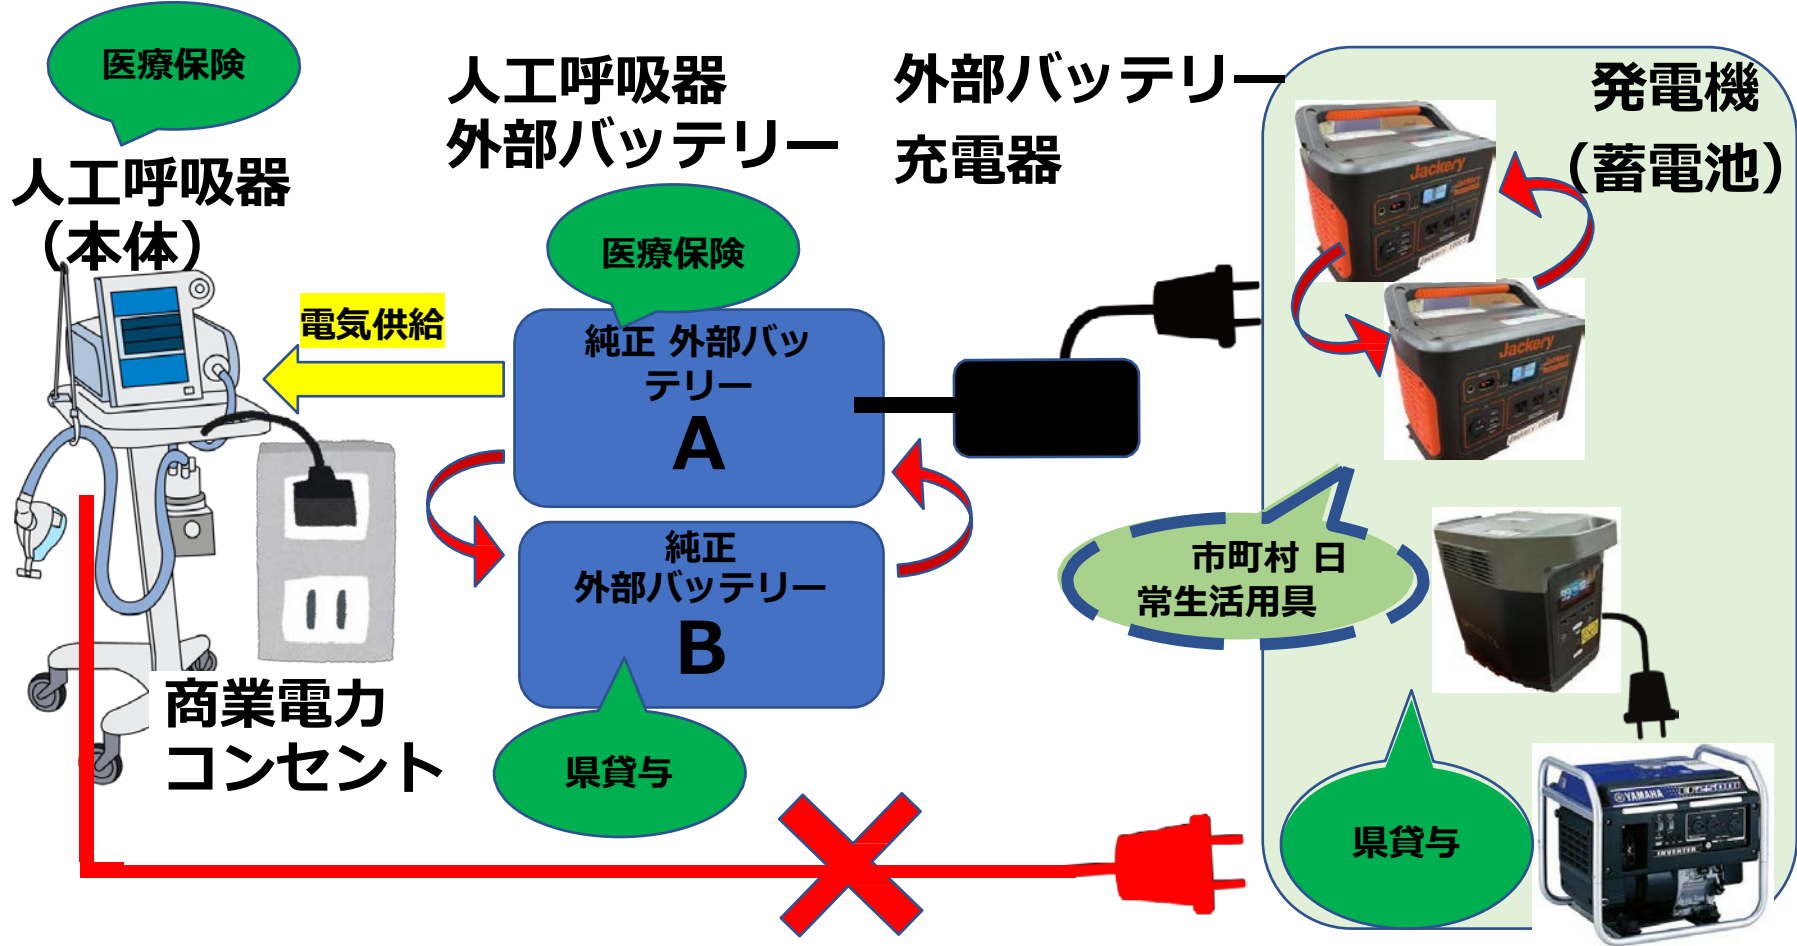 医療保険
人工呼吸器
（本体）
人工呼吸器
外部バッテリー
外部バッテリー
充電器
発電機
（蓄電池）
医療保険
電気供給
純正 外部バッ
テリー
A
純正
外部バッテリー
B
県貸与
商業電力
コンセント
Jackery
Jackery
Jackery
Jackery
市町村 日
常生活用具
県貸与
YAMAHA
INVERTER